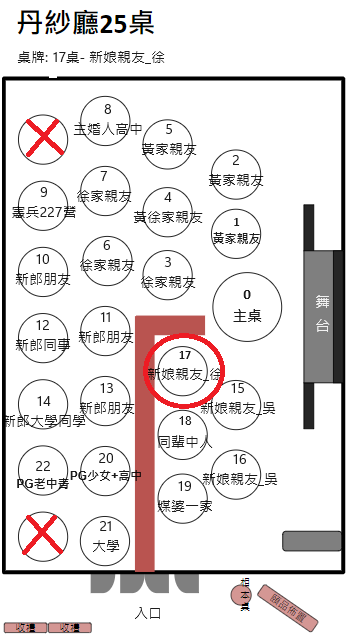 丹紗廳25桌
桌牌: 17桌- 新娘親友_徐
8
主婚人高中
5
黃家親友
2
黃家親友
7
徐家親友
9
憲兵227營
4
黃徐家親友
1
黃家親友
6
徐家親友
10
新郎朋友
3
徐家親友
0
主桌
舞台
11
新郎朋友
12
新郎同事
17
新娘親友_徐
13
新郎朋友
14
新郎大學同學
15
新娘親友_吳
18
同輩中人
20
PG少女+高中
22
PG老中青
16
新娘親友_吳
19
媒婆一家
21
大學
入口
相本桌
禮品佈置
收禮
收禮